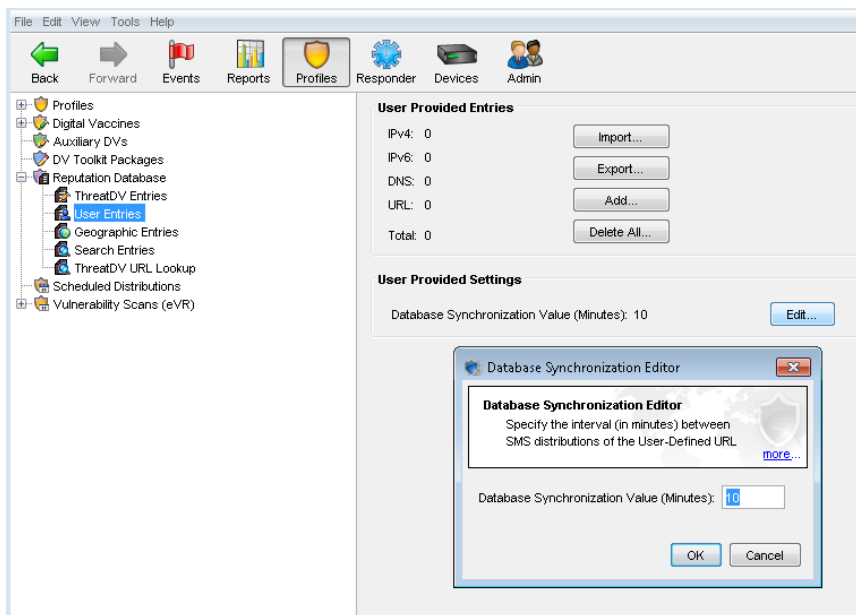 File Edit View Tools Help
Back Forward Events Reports Profiles Responder Devices Admin
Profiles
Digital Vaccines
Auxiliary DVs
DV Toolkit Packages
Reputation Database
ThreatDV Entries
User Entries
Geographic Entries
Search Entries
ThreatDV URL Lookup
Scheduled Distributions
Vulnerability Scans (eVR)
User Provided Entries
IPv4: 0
IPv6: 0
DNS: 0
URL: 0
Total: 0
Import...
Export...
Add...
Delete All...
User Provided Settings
Database Synchronization Value (Minutes): 10 Edit...
Database Synchronization Editor
Database Synchronization Editor
Specify the interval (in minutes) between
SMS distributions of the User-Defined URL
more...
Database Synchronization Value (Minutes): 10
OK Cancel